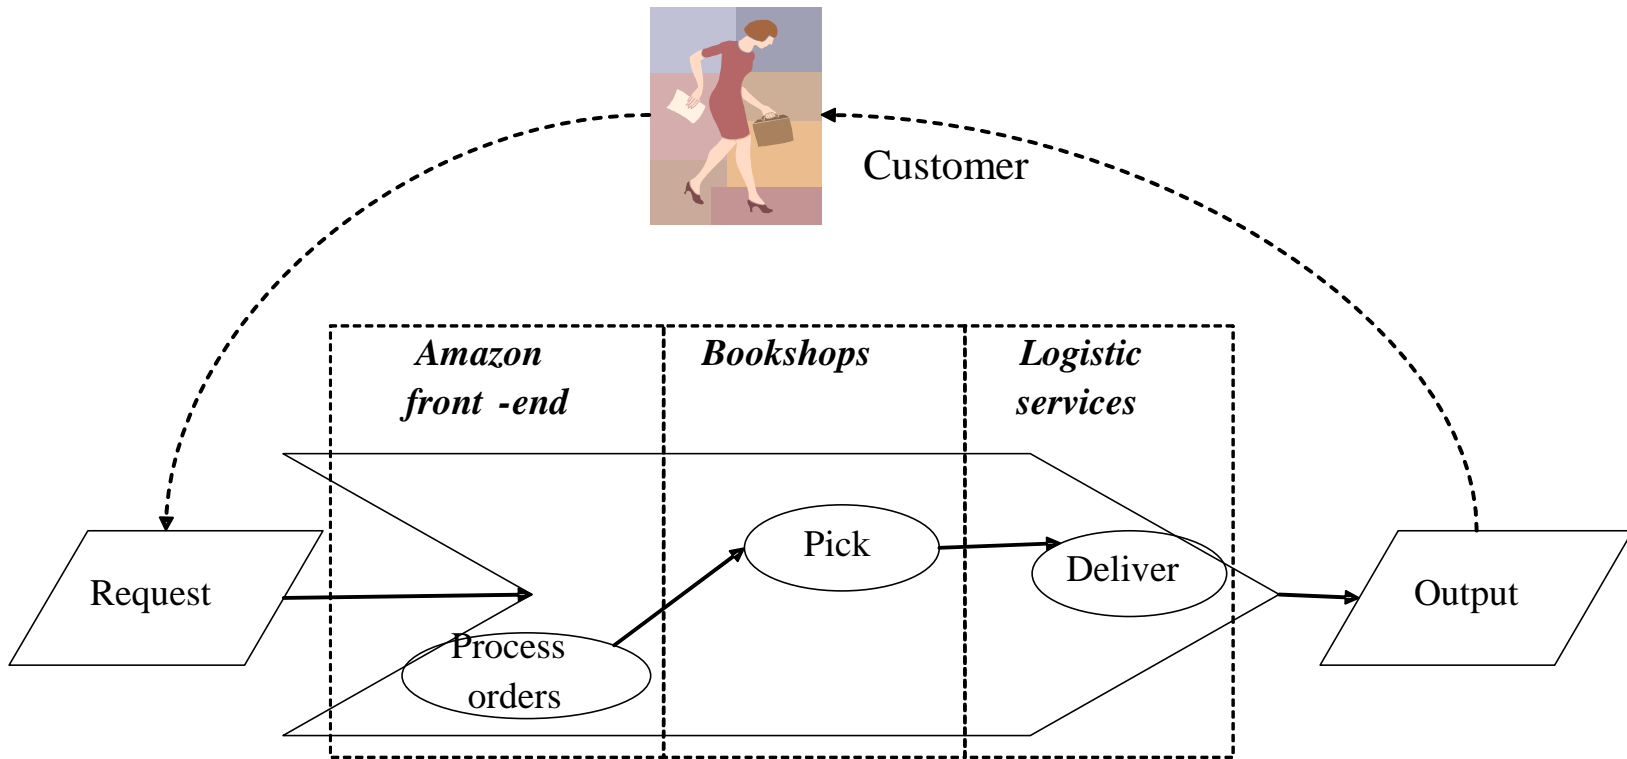 Customer
Amazon
front -end
Bookshops
Logistic
services
Request
Process
orders
Pick
Deliver
Output